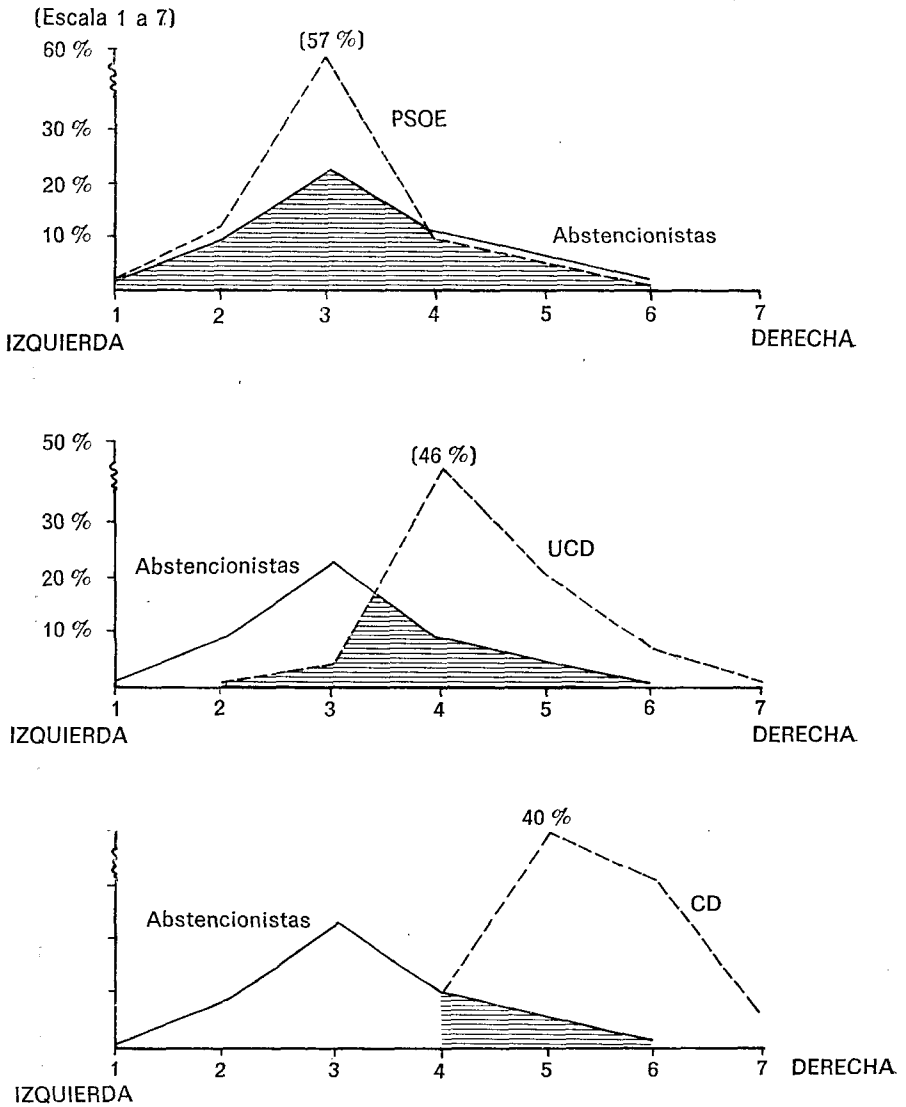 (Escala 1 a 7)
60 %
(57 %)
PSOE
30 %
20 %
10 %
Abstencionistas
1 2 3 4 5 6 7
IZQUIERDA DERECHA
50 %
(46 %)
30 %
UCD
Abstencionistas
20 %
10 %
1 2 3 4 5 6 7
IZQUIERDA DERECHA
40 %
Abstencionistas
CD
1 2 3 4 5 6 7 DERECHA
IZQUIERDA